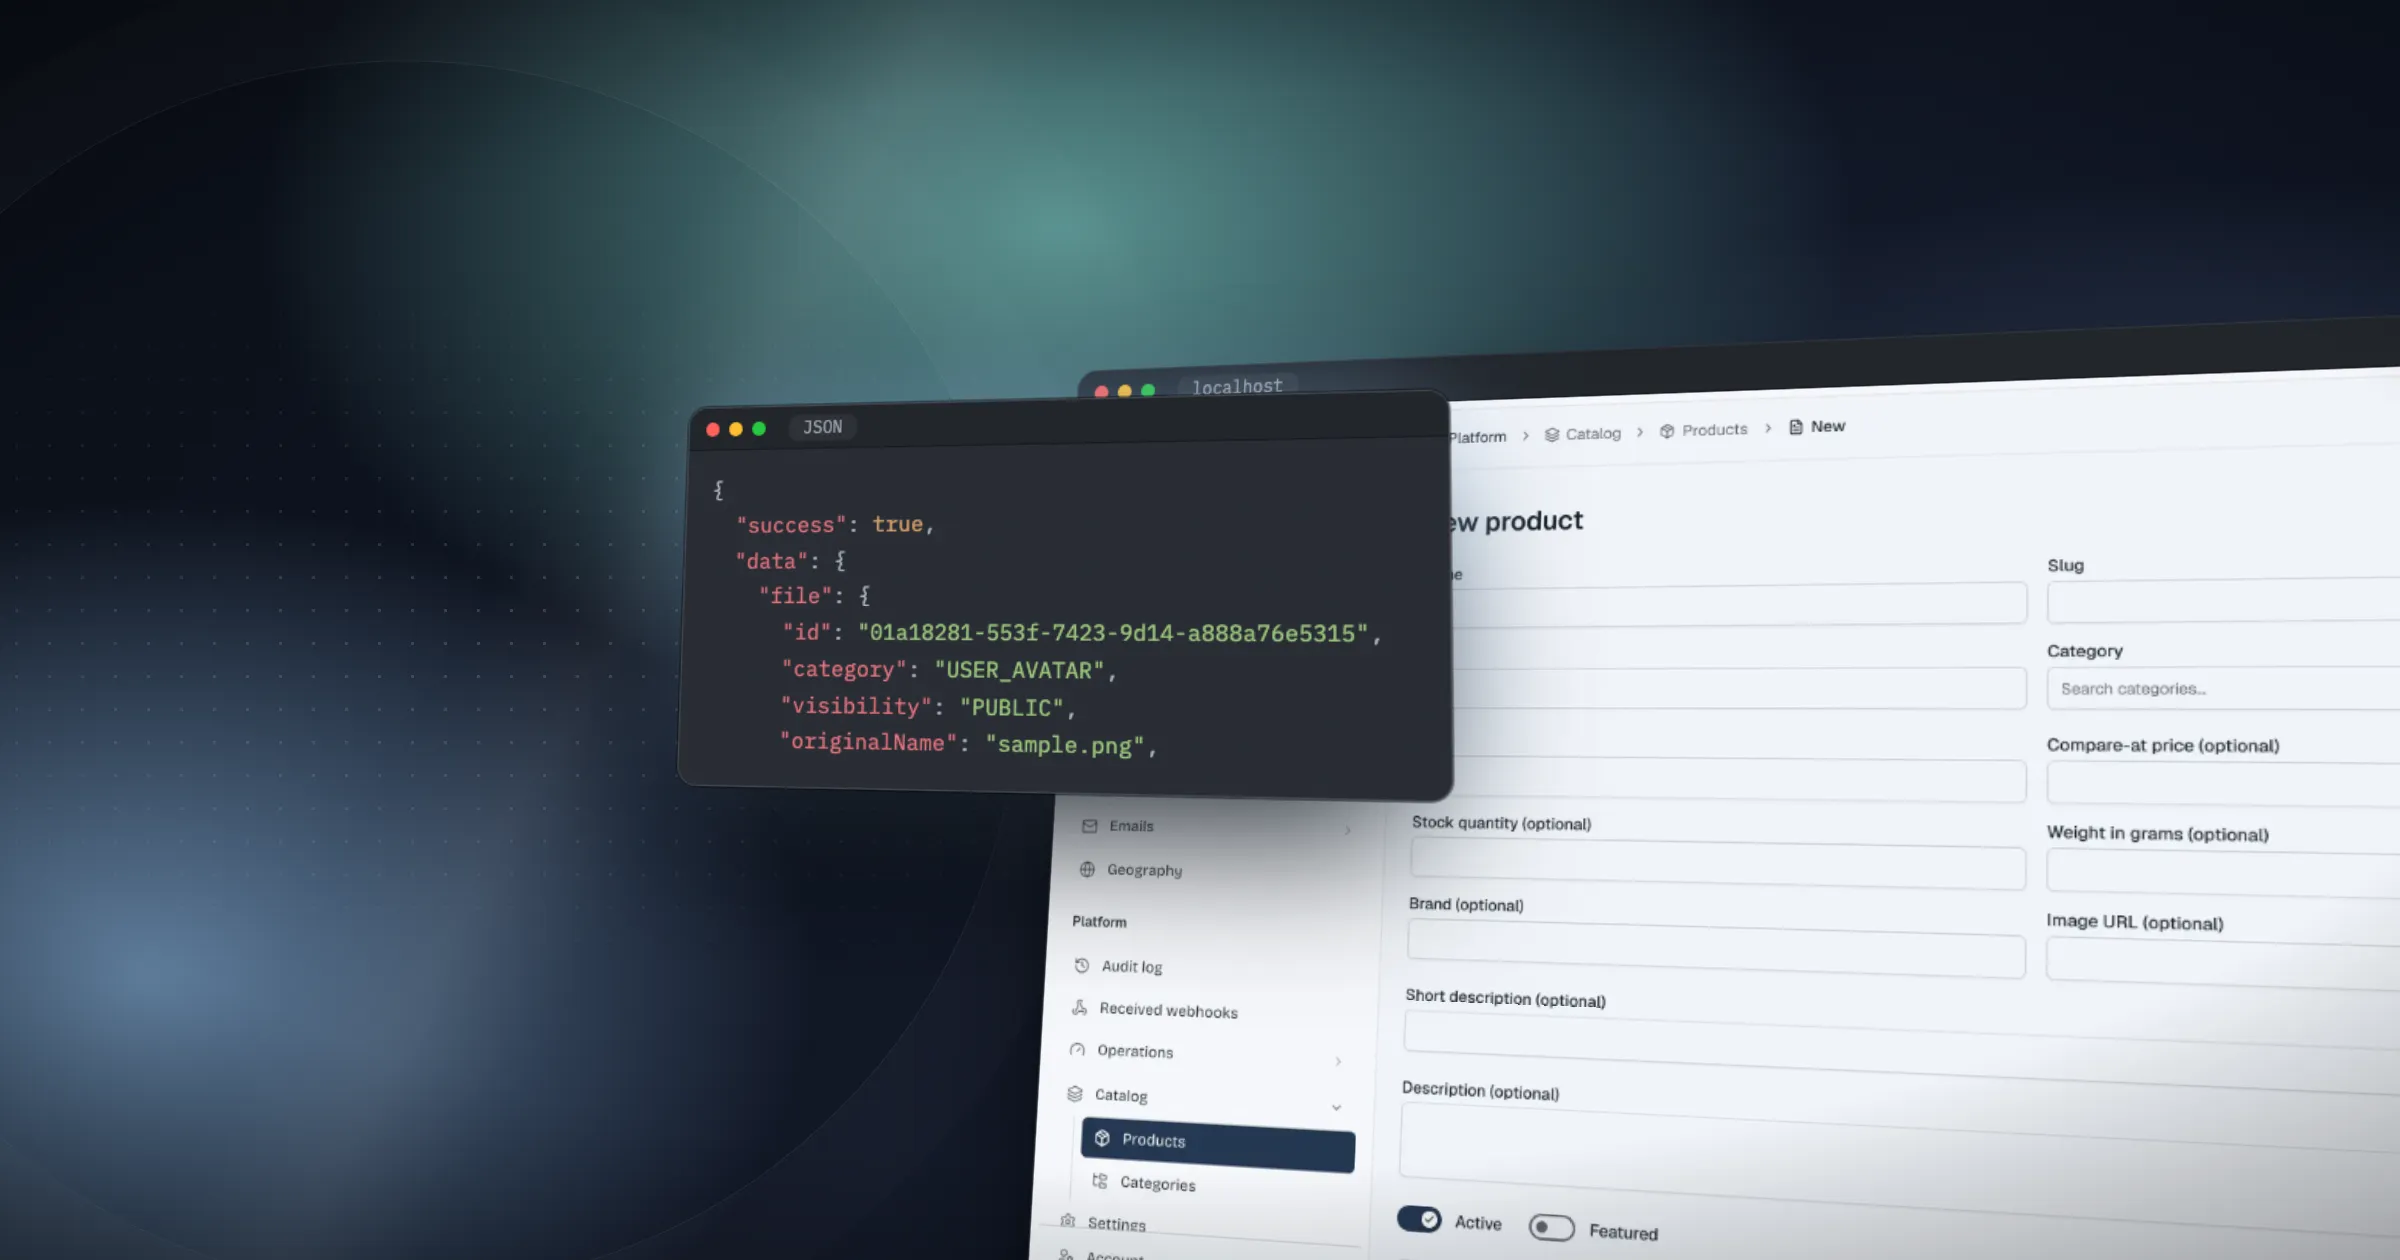 localhost
JSON
{
"success": true,
"data": {
"file": {
"id": "01a18281-553f-7423-9d14-a888a76e5315",
"category": "USER_AVATAR",
"visibility": "PUBLIC",
"originalName": "sample.png",
Platform > Catalog > Products > New
product
Slug
Category
Search categories...
Compare-at price (optional)
Stock quantity (optional)
Weight in grams (optional)
Brand (optional)
Image URL (optional)
Short description (optional)
Description (optional)
Active
Featured
Emails
Geography
Platform
Audit log
Received webhooks
Operations
Catalog
Products
Categories
Settings
Account